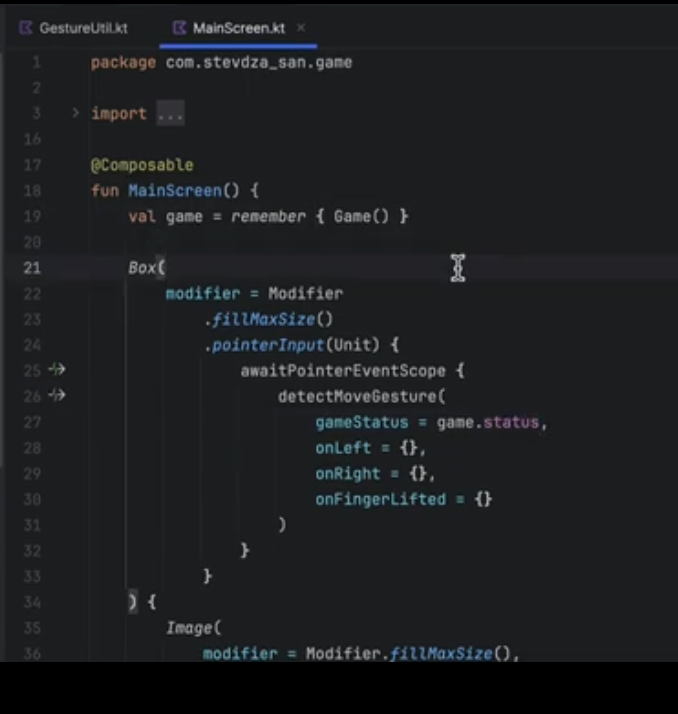 GestureUtil.kt MainScreen.kt ×
1 package com.stevdza_san.game
2
3 > import ...
16
17 @Composable
18 fun MainScreen() {
19 val game = remember { Game() }
20
21 Box(
22 modifier = Modifier
23 .fillMaxSize()
24 .pointerInput(Unit) {
25 awaitPointerEventScope {
26 detectMoveGesture(
27 gameStatus = game.status,
28 onLeft = {},
29 onRight = {},
30 onFingerLifted = {}
31 )
32 }
33 }
34 ) {
35 Image(
36 modifier = Modifier.fillMaxSize(),